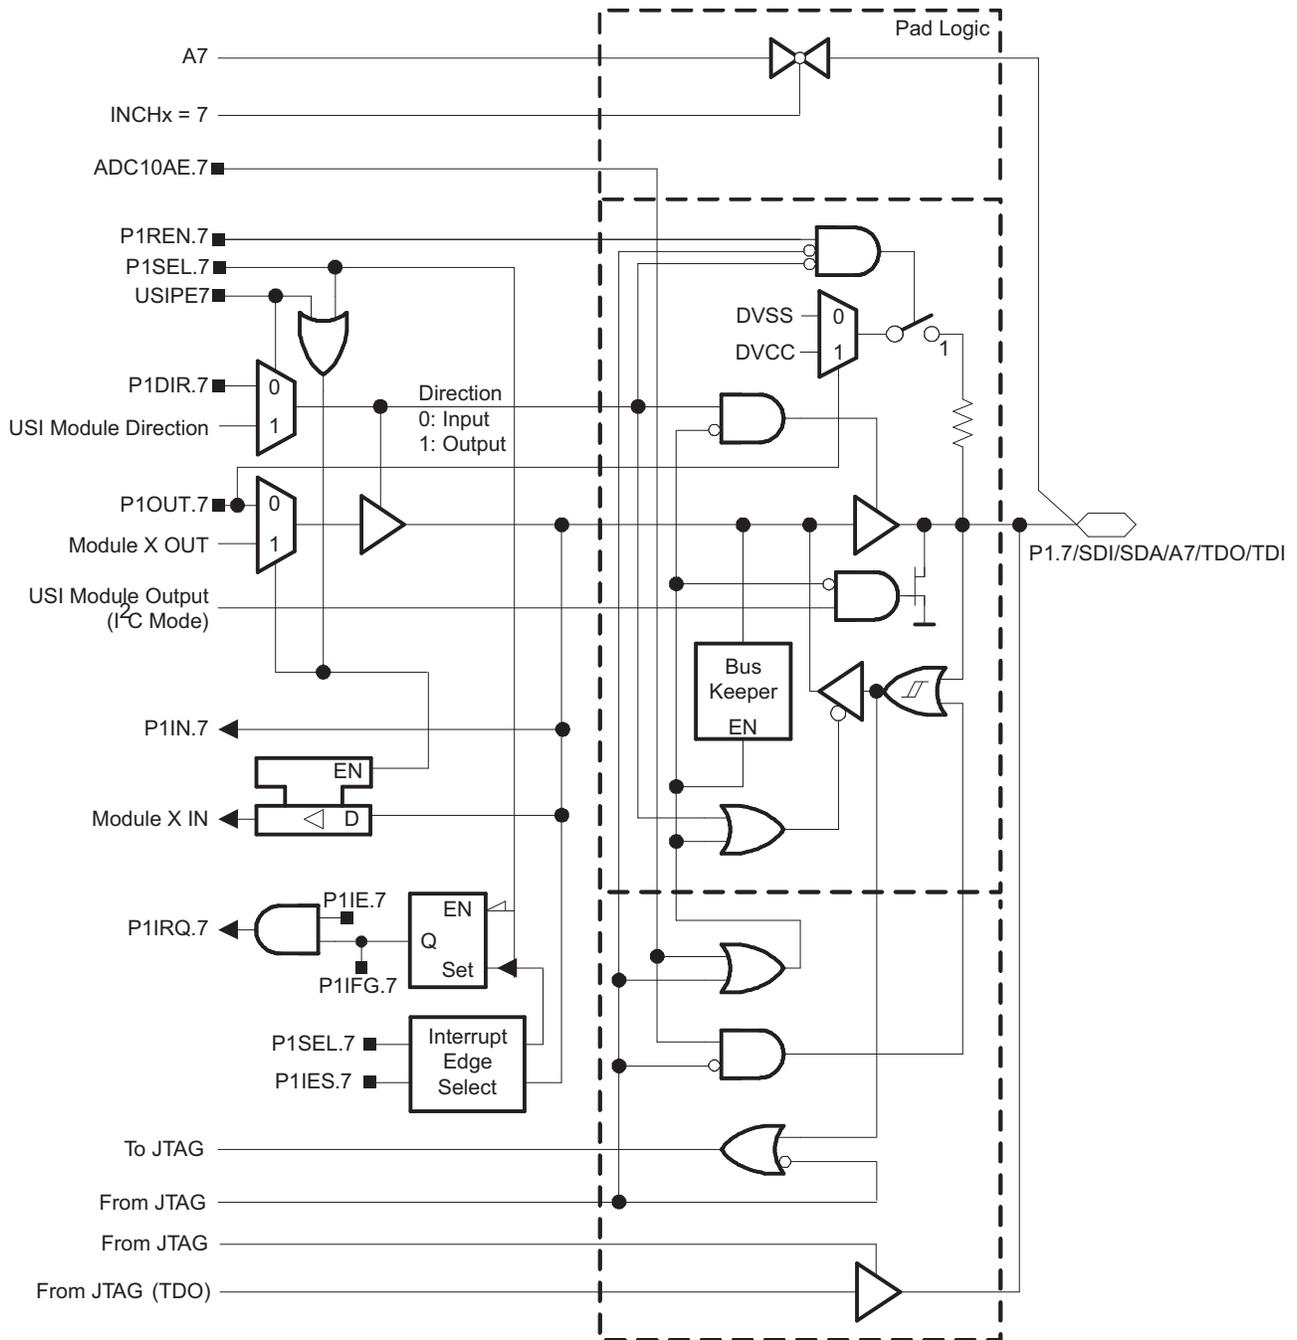 Pad Logic
A7
INCHx = 7
ADC10AE.7
P1REN.7
P1SEL.7
USIPE7
DVSS
0
DVCC
1
1
P1DIR.7
0
USI Module Direction
1
Direction
0: Input
1: Output
P1OUT.7
0
Module X OUT
1
P1.7/SDI/SDA/A7/TDO/TDI
USI Module Output
(I2C Mode)
Bus
Keeper
EN
P1IN.7
EN
Module X IN
D
P1IE.7
P1IRQ.7
EN
Q
Set
P1IFG.7
P1SEL.7
P1IES.7
Interrupt
Edge
Select
To JTAG
From JTAG
From JTAG
From JTAG (TDO)